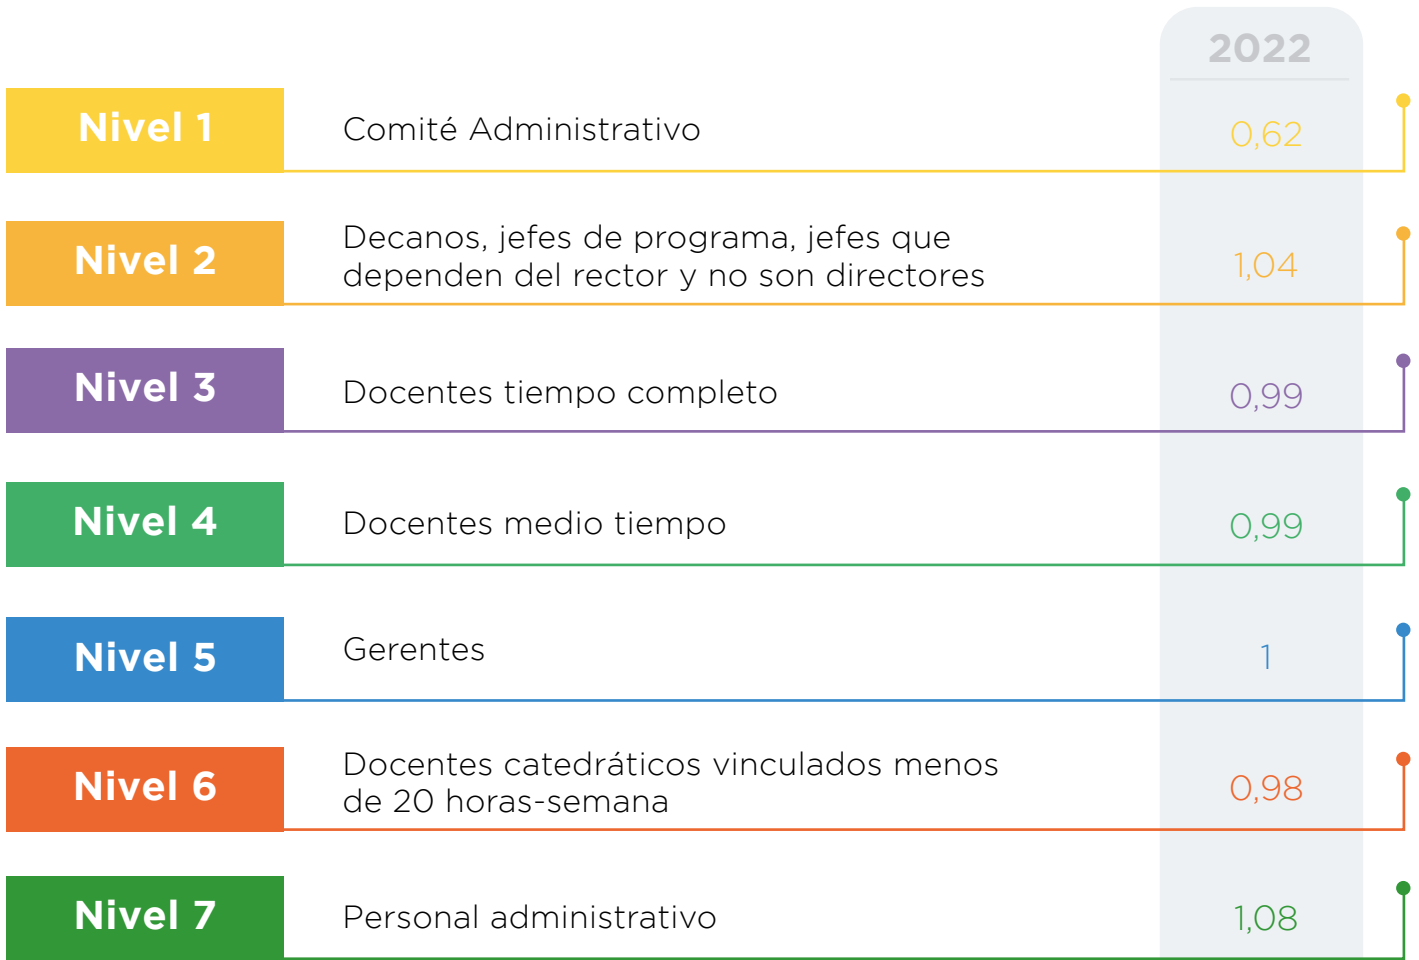 2022
Nivel 1
Comité Administrativo
0,62
Nivel 2
Decanos, jefes de programa, jefes que
dependen del rector y no son directores
1,04
Nivel 3
Docentes tiempo completo
0,99
Nivel 4
Docentes medio tiempo
0,99
Nivel 5
Gerentes
1
Nivel 6
Docentes catedráticos vinculados menos
de 20 horas-semana
0,98
Nivel 7
Personal administrativo
1,08